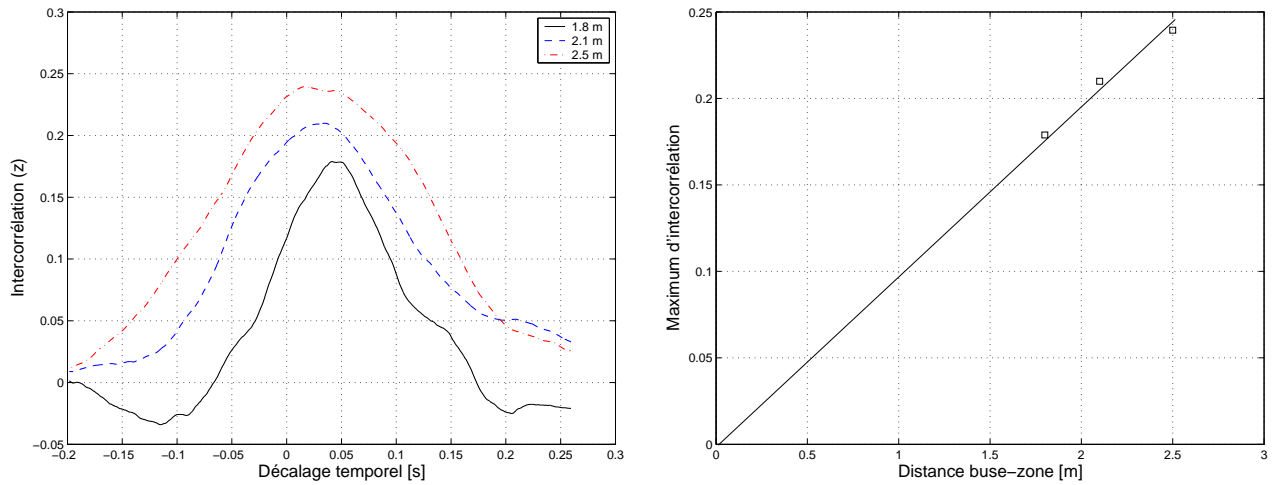 0.3
0.25
0.2
0.15
0.1
0.05
0
−0.05
Intercorrélation (z)
1.8 m
2.1 m
2.5 m
−0.2 −0.15 −0.1 −0.05 0 0.05 0.1 0.15 0.2 0.25 0.3
Décalage temporel [s]
0.25
0.2
0.15
0.1
0.05
0
Maximum d'intercorrélation
0 0.5 1 1.5 2 2.5 3
Distance buse−zone [m]